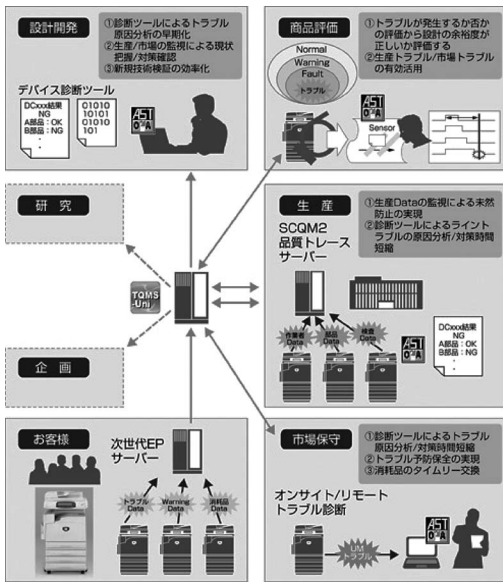 設計開発
①診断ツールによるトラブル
原因分析の早期化
②生産/市場の監視による現状
把握/対策確認
③新規技術検証の効率化
デバイス診断ツール
DCxxx結果
NG
A部品：OK
B部品：NG
01010
10101
01010
101
商品評価
①トラブルが発生するか否か
の評価から設計の余裕度が
正しいか評価する
②生産トラブル/市場トラブル
の有効活用
Normal
Warning
Fault
トラブル
Sensor
研 究
生 産
①生産Dataの監視による未然
防止の実現
②診断ツールによるライント
ラブルの原因分析/対策時間
短縮
SCQM2
品質トレース
サーバー
作業者
Data
部品
Data
検査
Data
DCxxx結果
NG
A部品：OK
B部品：NG
TQMS
-Uni
企 画
お客様
次世代EP
サーバー
トラブル
Data
Warning
Data
消耗品
Data
市場保守
①診断ツールによるトラブル
原因分析/対策時間短縮
②トラブル予防保全の実現
③消耗品のタイムリー交換
オンサイト/リモート
トラブル診断
UM
トラブル